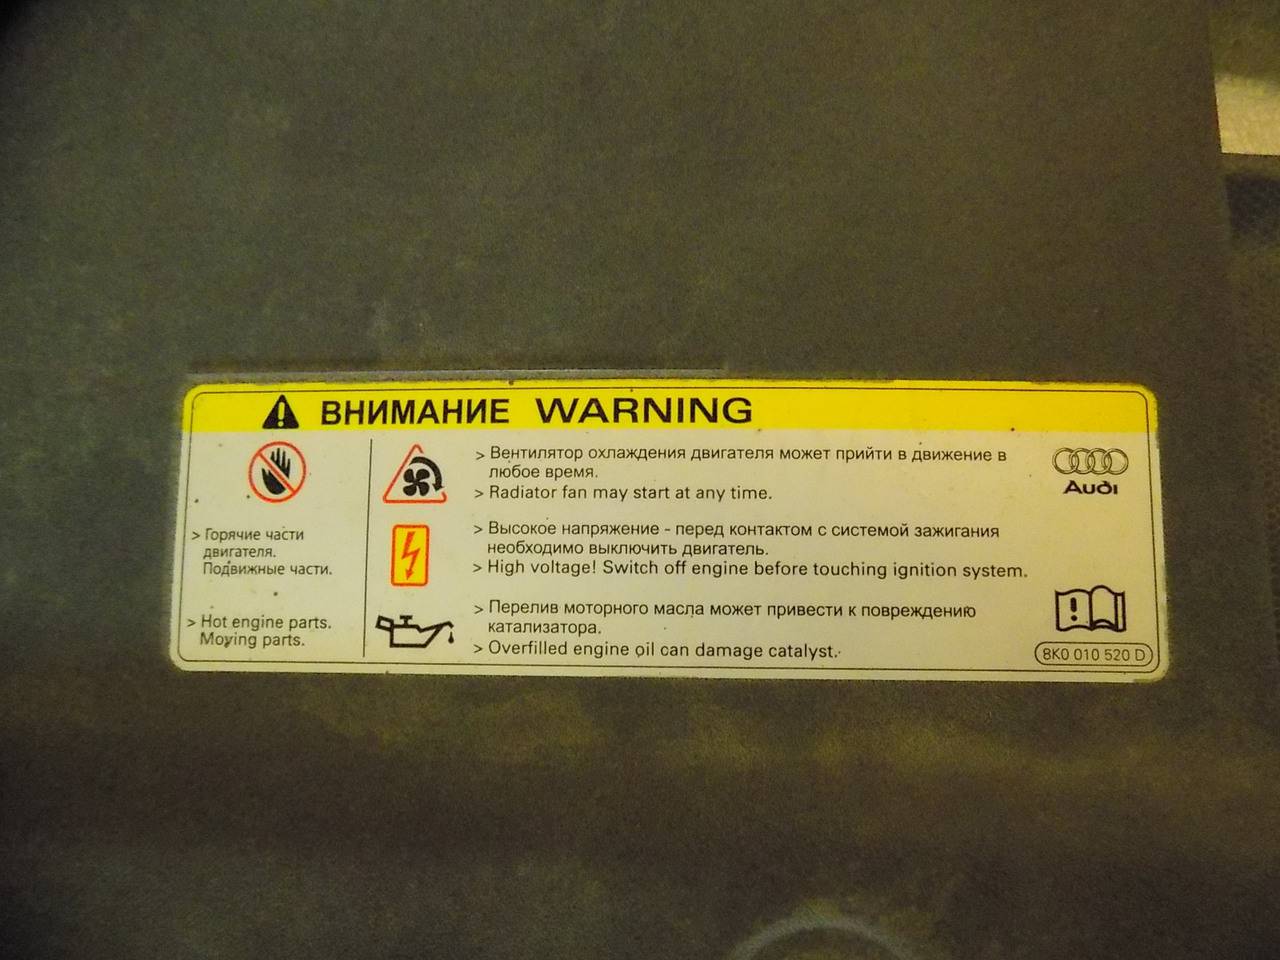 ВНИМАНИЕ WARNING
> Горячие части
двигателя.
Подвижные части.
> Hot engine parts.
Moving parts.
> Вентилятор охлаждения двигателя может прийти в движение в
любое время.
> Radiator fan may start at any time.
> Высокое напряжение - перед контактом с системой зажигания
необходимо выключить двигатель.
> High voltage! Switch off engine before touching ignition system.
> Перелив моторного масла может привести к повреждению
катализатора.
> Overfilled engine oil can damage catalyst.
Audi
8K0 010 520 D